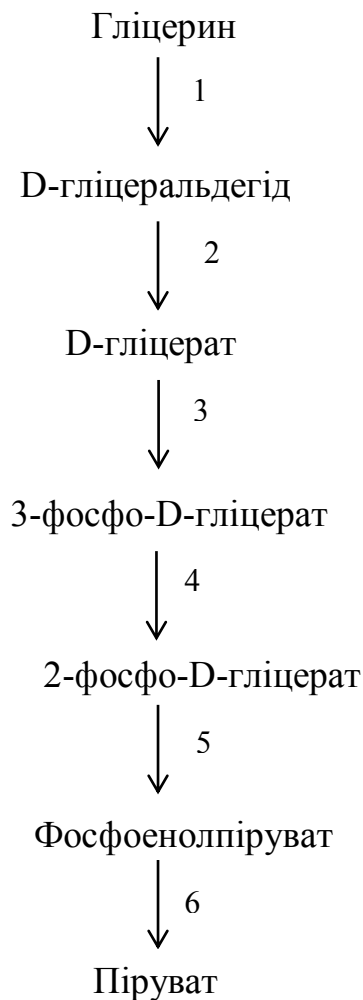 Гліцерин
1
D-гліцеральдегід
2
D-гліцерат
3
3-фосфо-D-гліцерат
4
2-фосфо-D-гліцерат
5
Фосфоенолпіруват
6
Піруват